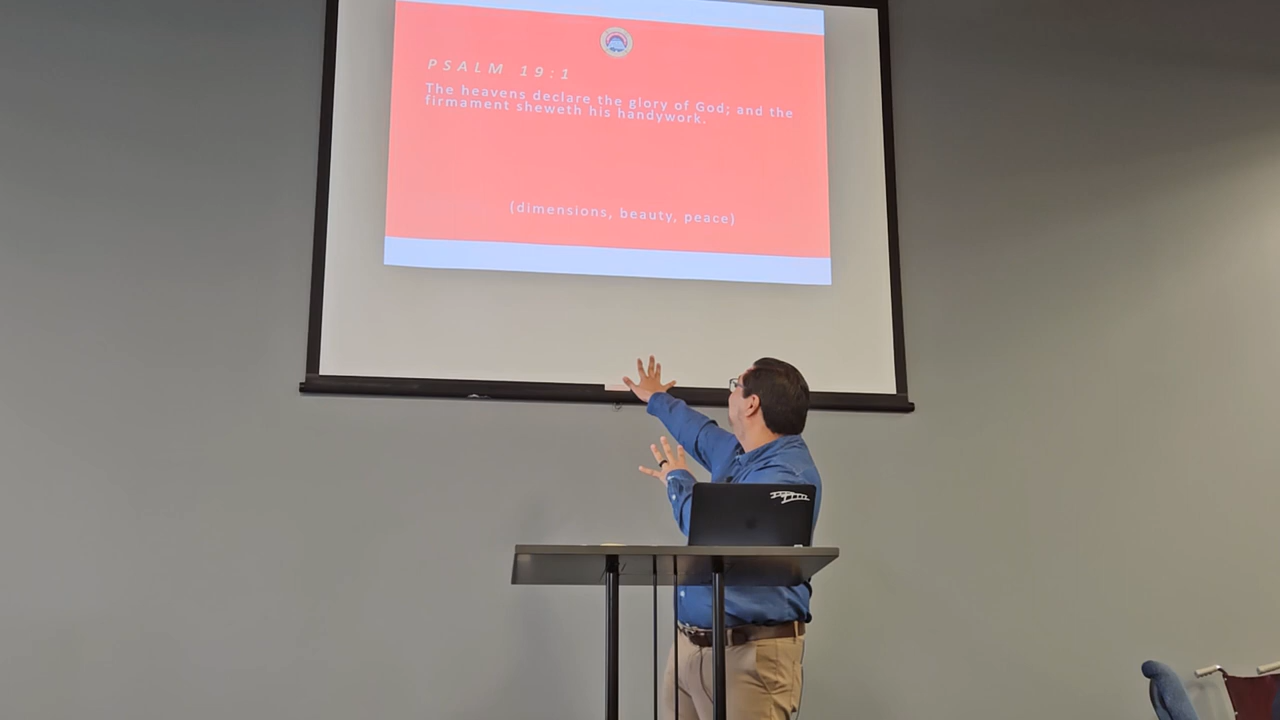 PSALM 19:1
The heavens declare the glory of God; and the
firmament sheweth his handywork.
(dimensions, beauty, peace)